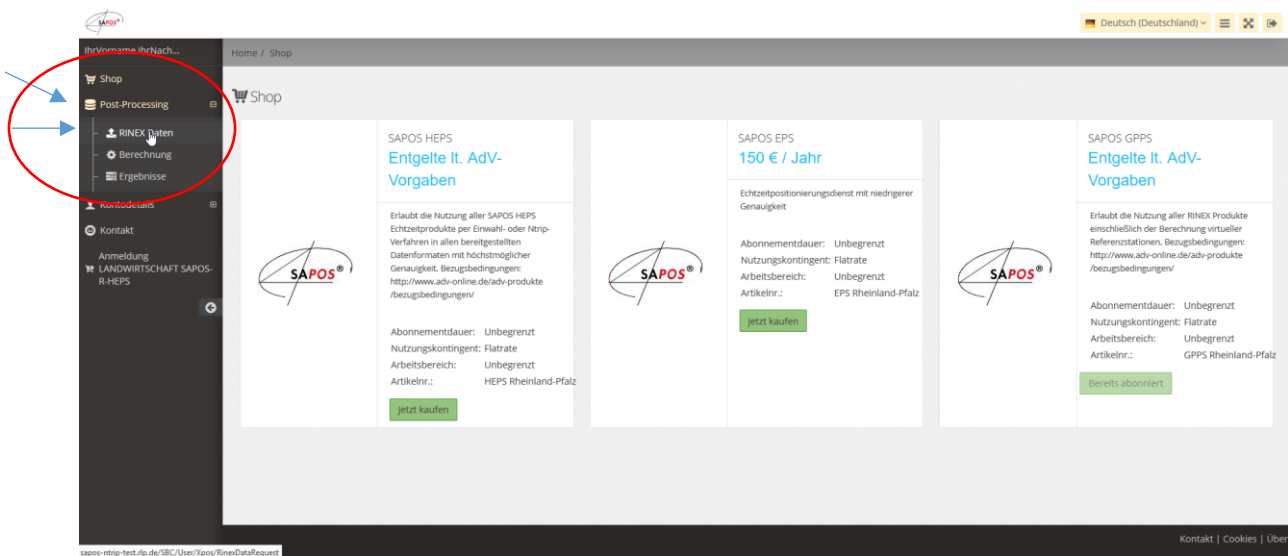 SAPOS®
Deutsch (Deutschland)
IhrVorname IhrNach...
Home / Shop
Shop
Post-Processing
RINEX Daten
Berechnung
Ergebnisse
Kontodetails
Kontakt
Anmeldung
LANDWIRTSCHAFT SAPOS-
R-HEPS
Shop
SAPOS®
SAPOS HEPS
Entgelte lt. AdV-
Vorgaben
Erlaubt die Nutzung aller SAPOS HEPS
Echtzeitprodukte per Einwahl- oder Ntrip-
Verfahren in allen bereitgestellten
Datenformaten mit höchstmöglicher
Genauigkeit. Bezugsbedingungen:
http://www.adv-online.de/adv-produkte
/bezugsbedingungen/
Abonnementdauer: Unbegrenzt
Nutzungskontingent: Flatrate
Arbeitsbereich: Unbegrenzt
Artikelnr.: HEPS Rheinland-Pfalz
Jetzt kaufen
SAPOS®
SAPOS EPS
150 € / Jahr
Echtzeitpositionierungsdienst mit niedrigerer
Genauigkeit
Abonnementdauer: Unbegrenzt
Nutzungskontingent: Flatrate
Arbeitsbereich: Unbegrenzt
Artikelnr.: EPS Rheinland-Pfalz
Jetzt kaufen
SAPOS®
SAPOS GPPS
Entgelte lt. AdV-
Vorgaben
Erlaubt die Nutzung aller RINEX Produkte
einschließlich der Berechnung virtueller
Referenzstationen. Bezugsbedingungen:
http://www.adv-online.de/adv-produkte
/bezugsbedingungen/
Abonnementdauer: Unbegrenzt
Nutzungskontingent: Flatrate
Arbeitsbereich: Unbegrenzt
Artikelnr.: GPPS Rheinland-Pfalz
Bereits abonniert
Kontakt | Cookies | Über
sapos-ntrip-test.rlp.de/SBC/User/Xpos/RinexDataRequest